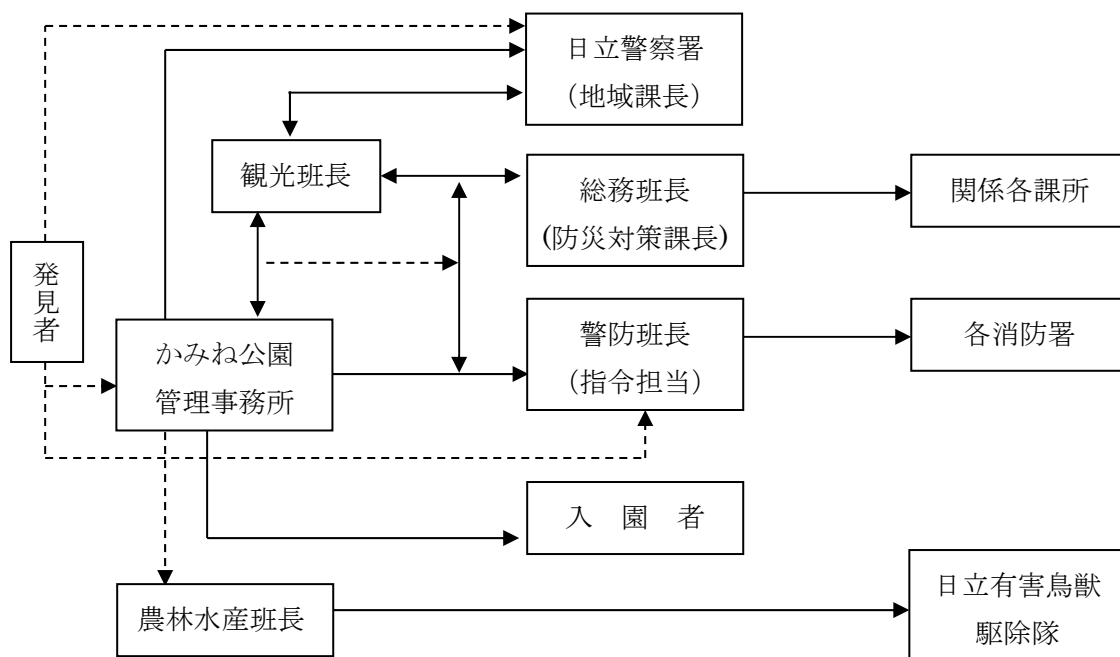 日立警察署
（地域課長）
観光班長
総務班長
(防災対策課長)
関係各課所
発見者
かみね公園
管理事務所
警防班長
（指令担当）
各消防署
入　園　者
農林水産班長
日立有害鳥獣
駆除隊